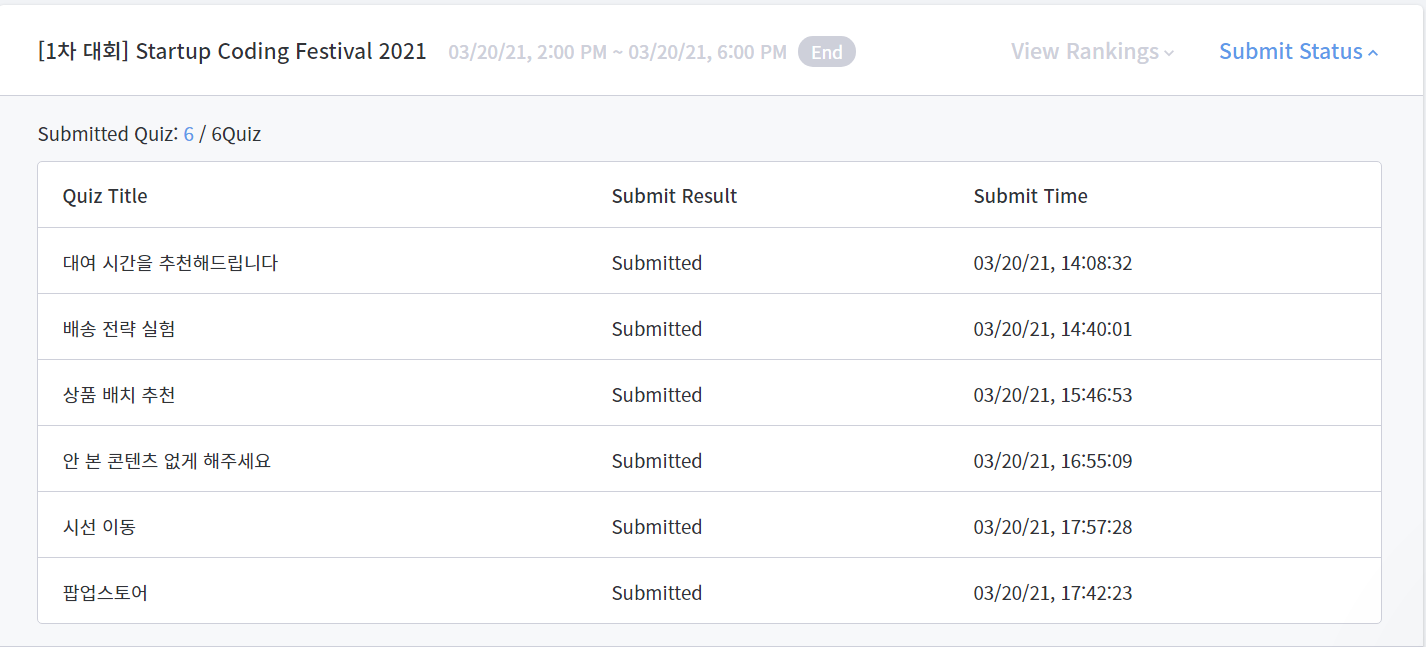 [1차 대회] Startup Coding Festival 2021 03/20/21, 2:00 PM ~ 03/20/21, 6:00 PM End View Rankings Submit Status
Submitted Quiz: 6 / 6Quiz
Quiz Title Submit Result Submit Time
대여 시간을 추천해드립니다 Submitted 03/20/21, 14:08:32
배송 전략 실험 Submitted 03/20/21, 14:40:01
상품 배치 추천 Submitted 03/20/21, 15:46:53
안 본 콘텐츠 없게 해주세요 Submitted 03/20/21, 16:55:09
시선 이동 Submitted 03/20/21, 17:57:28
팝업스토어 Submitted 03/20/21, 17:42:23